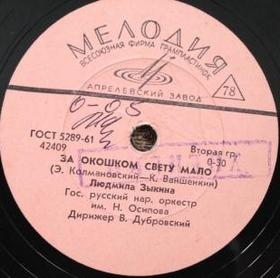 МЕЛОДИЯ
ВСЕСОЮЗНАЯ ФИРМА ГРАМПЛАСТИНОК
АПРЕЛЕВСКИЙ ЗАВОД
78
ГОСТ 5289-61
42409
Вторая гр.
0-30
ЗА ОКОШКОМ СВЕТУ МАЛО
(Э. Колмановский—К. Ваншенкин)
Людмила Зыкина
Гос. русский нар. оркестр
им. Н. Осипова
Дирижер В. Дубровский